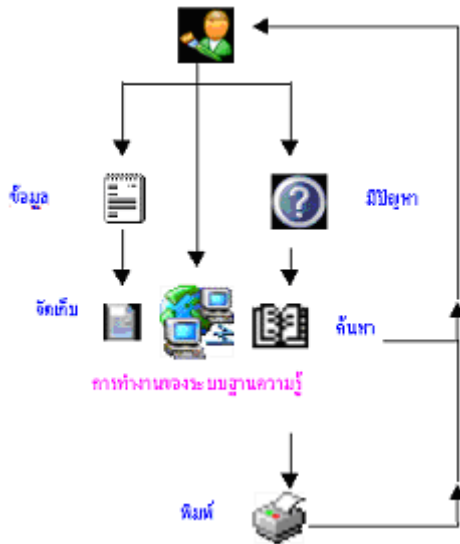 ข้อมูล
มีปัญหา
จัดเก็บ
ค้นหา
การทำงานของระบบฐานความรู้
พิมพ์